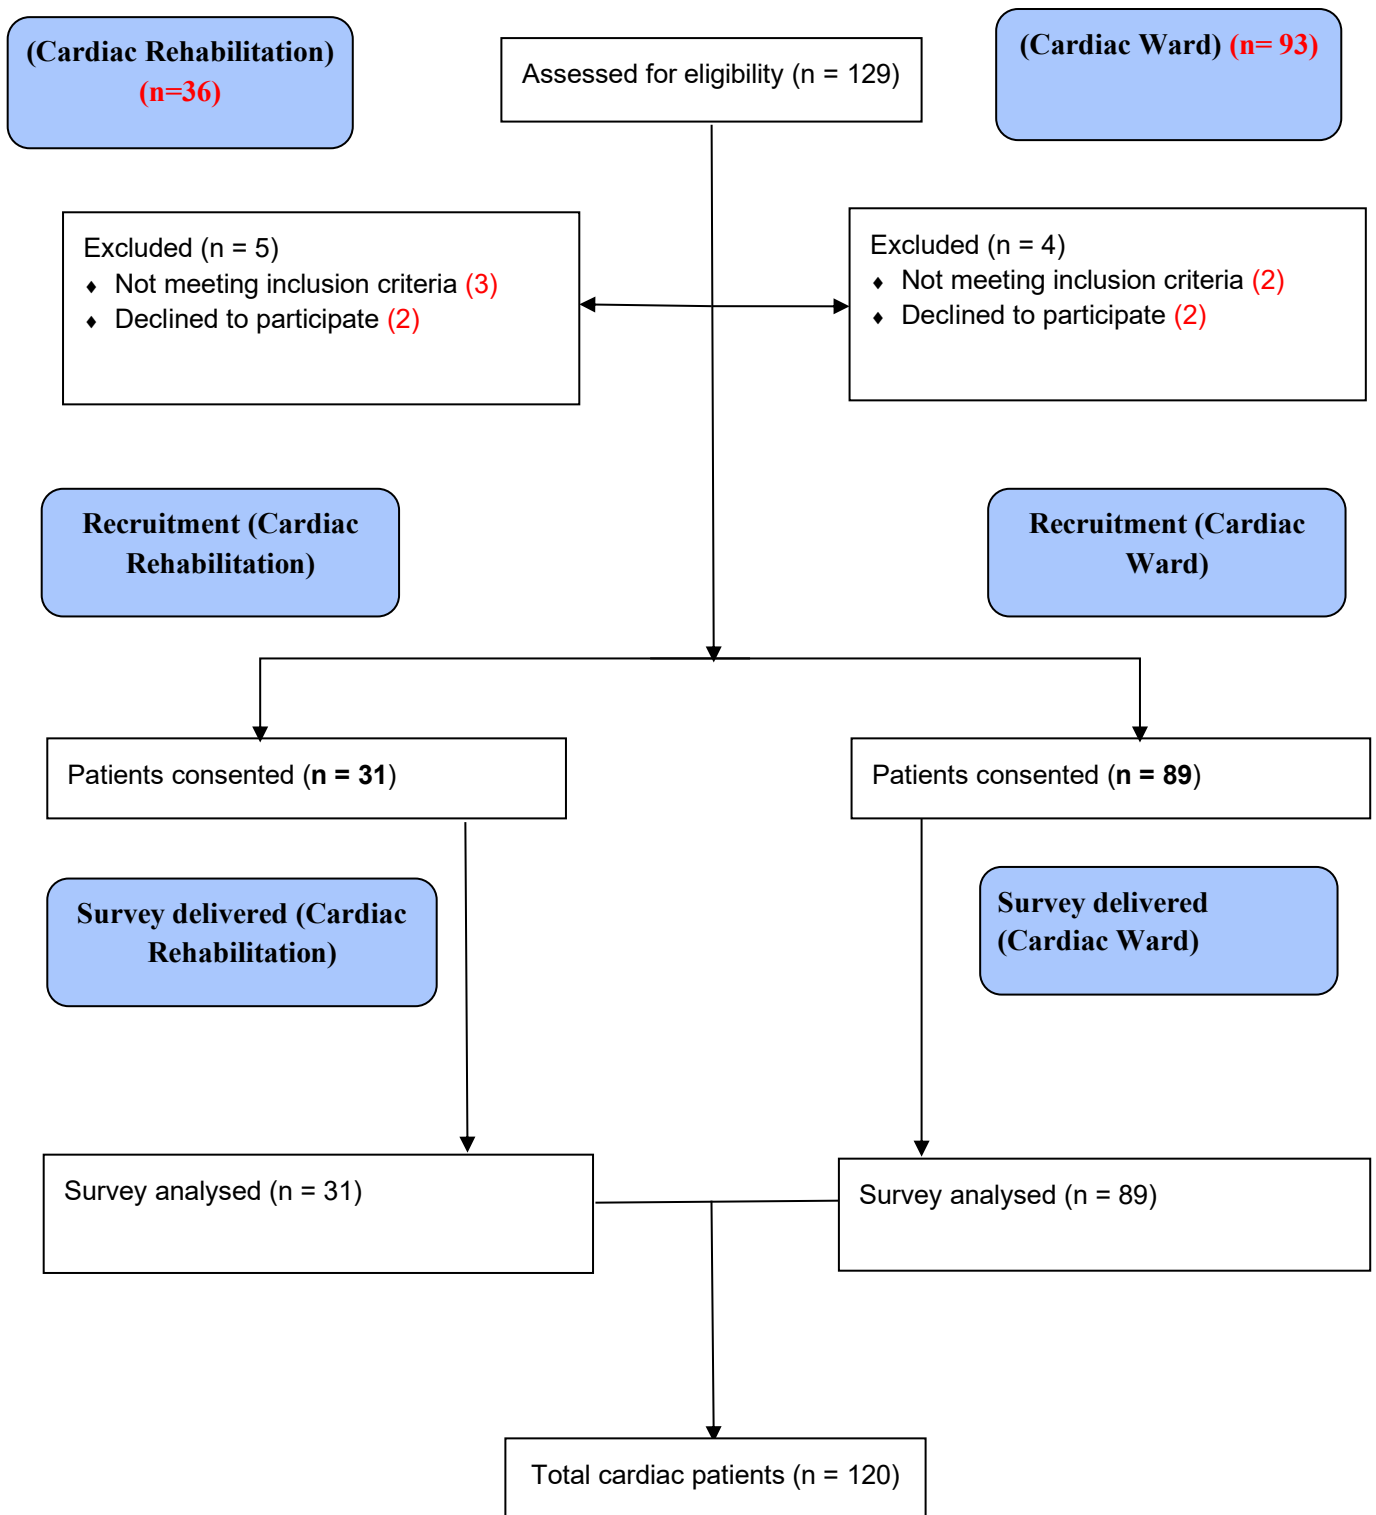 (Cardiac Rehabilitation)
(n=36)
Assessed for eligibility (n = 129)
(Cardiac Ward) (n= 93)
Excluded (n = 5)
♦ Not meeting inclusion criteria (3)
♦ Declined to participate (2)
Excluded (n = 4)
♦ Not meeting inclusion criteria (2)
♦ Declined to participate (2)
Recruitment (Cardiac
Rehabilitation)
Recruitment (Cardiac
Ward)
Patients consented (n = 31)
Patients consented (n = 89)
Survey delivered (Cardiac
Rehabilitation)
Survey delivered
(Cardiac Ward)
Survey analysed (n = 31)
Survey analysed (n = 89)
Total cardiac patients (n = 120)